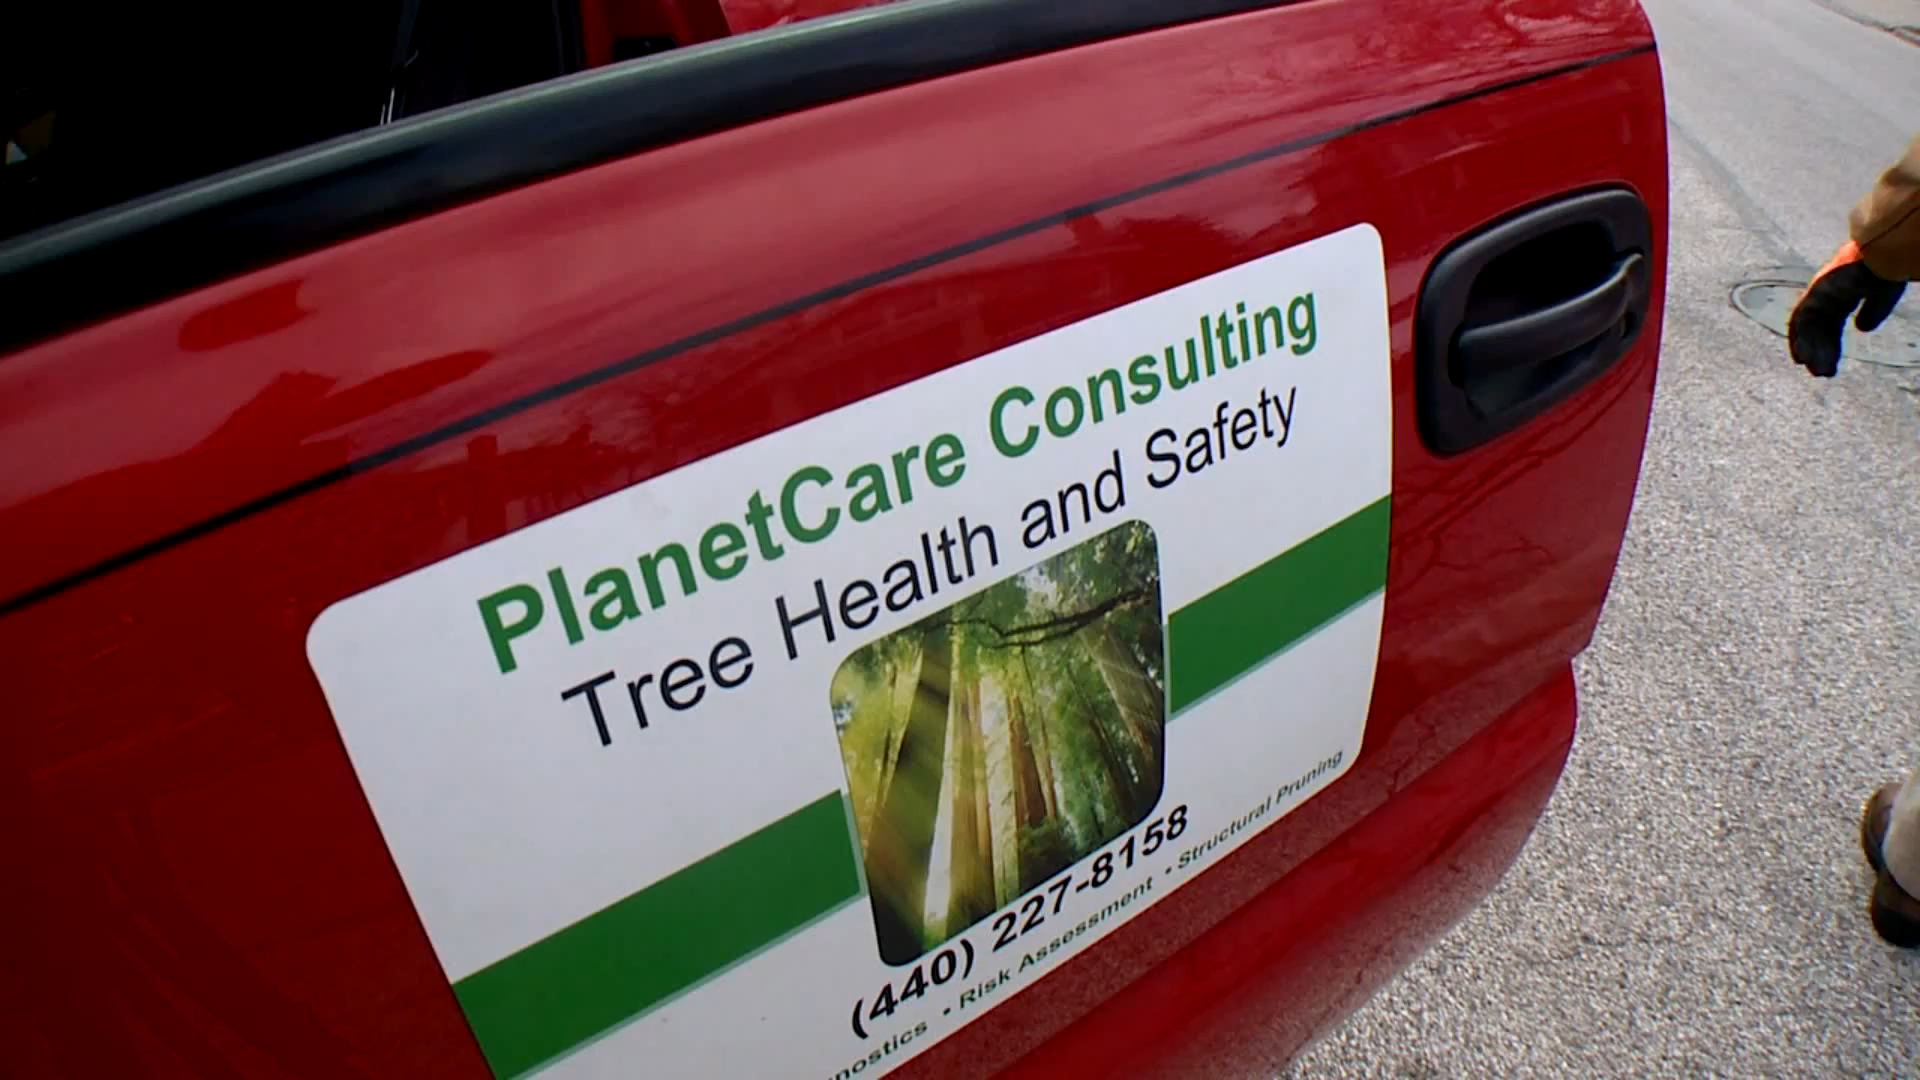 PlanetCare Consulting
Tree Health and Safety
(440) 227-8158
• Risk Assessment • Structural Pruning